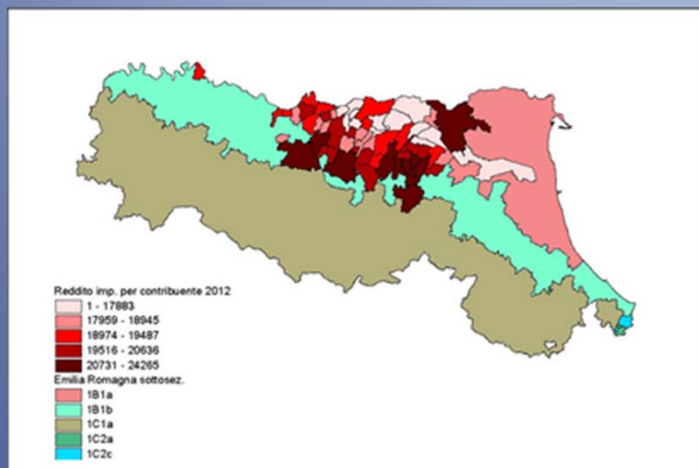 Reddito imp. per contribuente 2012
1 - 17883
17959 - 18945
18974 - 19487
19516 - 20636
20731 - 24265
Emilia Romagna sottosez.
1B1a
1B1b
1C1a
1C2a
1C2c